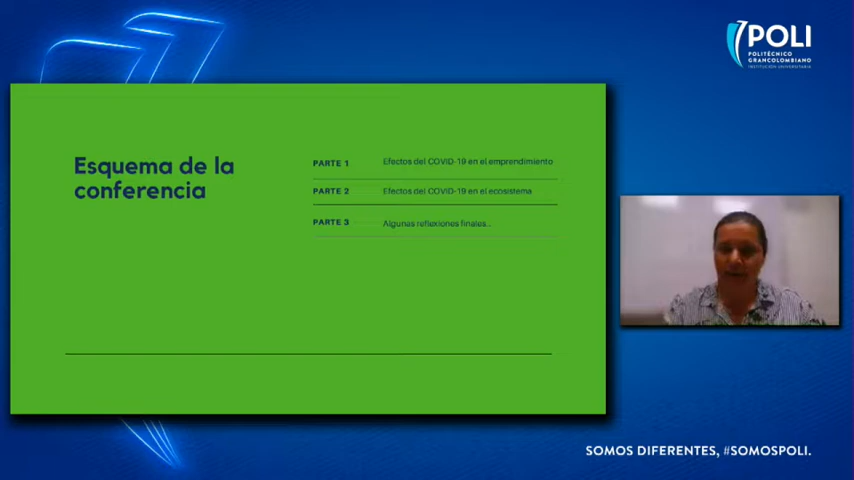 POLI
POLITÉCNICO
GRANCOLOMBIANO
INSTITUCIÓN UNIVERSITARIA
Esquema de la
conferencia
PARTE 1 Efectos del COVID-19 en el emprendimiento
PARTE 2 Efectos del COVID-19 en el ecosistema
PARTE 3 Algunas reflexiones finales..
SOMOS DIFERENTES, #SOMOSPOLI.